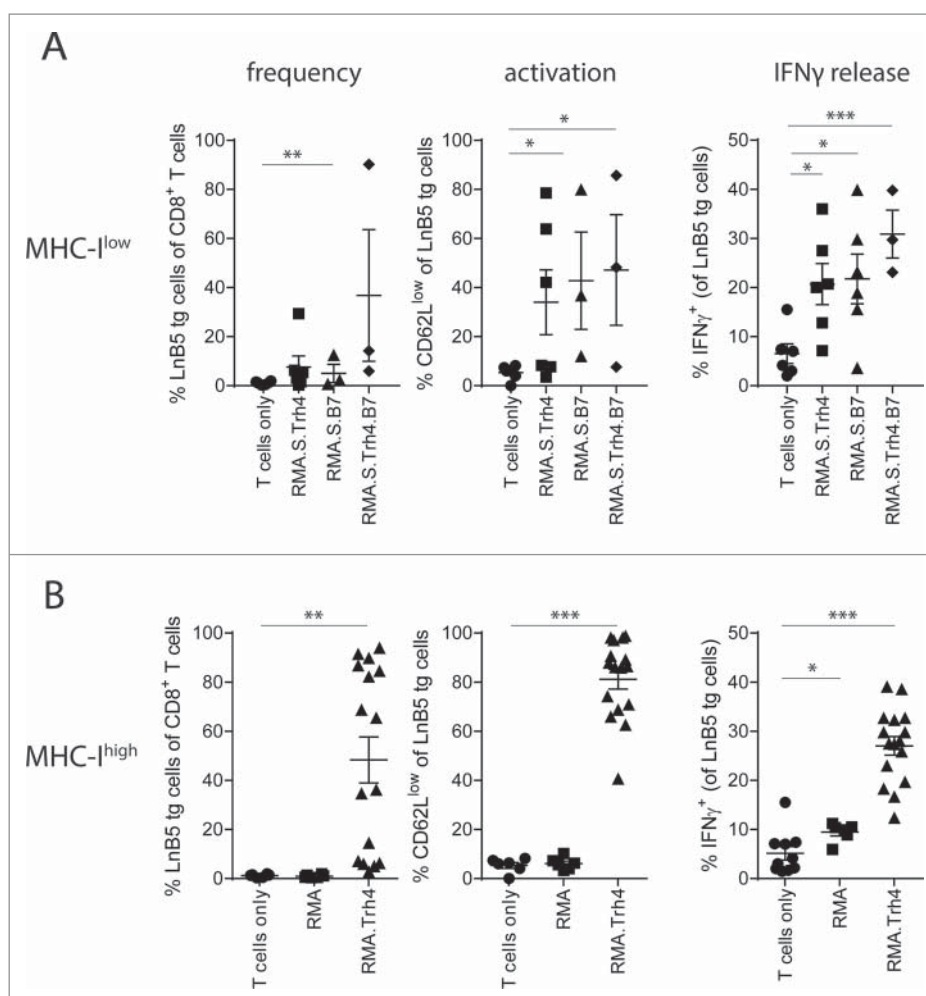 A
frequency
activation
IFNγ release
MHC-I^low
% LnB5 tg cells of CD8⁺ T cells
100
80
60
40
20
0
**
T cells only
RMA.S.Trh4
RMA.S.B7
RMA.S.Trh4.B7
% CD62L^low of LnB5 tg cells
100
80
60
40
20
0
*
*
T cells only
RMA.S.Trh4
RMA.S.B7
RMA.S.Trh4.B7
% IFNγ⁺ (of LnB5 tg cells)
50
40
30
20
10
0
***
*
*
T cells only
RMA.S.Trh4
RMA.S.B7
RMA.S.Trh4.B7
B
MHC-I^high
% LnB5 tg cells of CD8⁺ T cells
100
80
60
40
20
0
**
T cells only
RMA
RMA.Trh4
% CD62L^low of LnB5 tg cells
100
80
60
40
20
0
***
T cells only
RMA
RMA.Trh4
% IFNγ⁺ (of LnB5 tg cells)
50
40
30
20
10
0
***
*
T cells only
RMA
RMA.Trh4